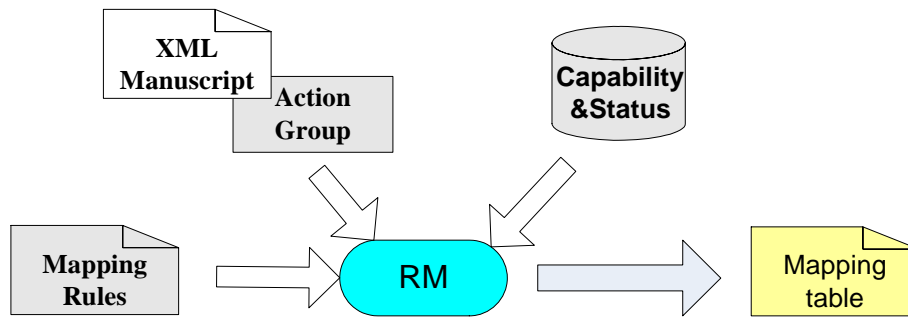 XML
Manuscript
Action
Group
Capability
&Status
Mapping
Rules
RM
Mapping
table